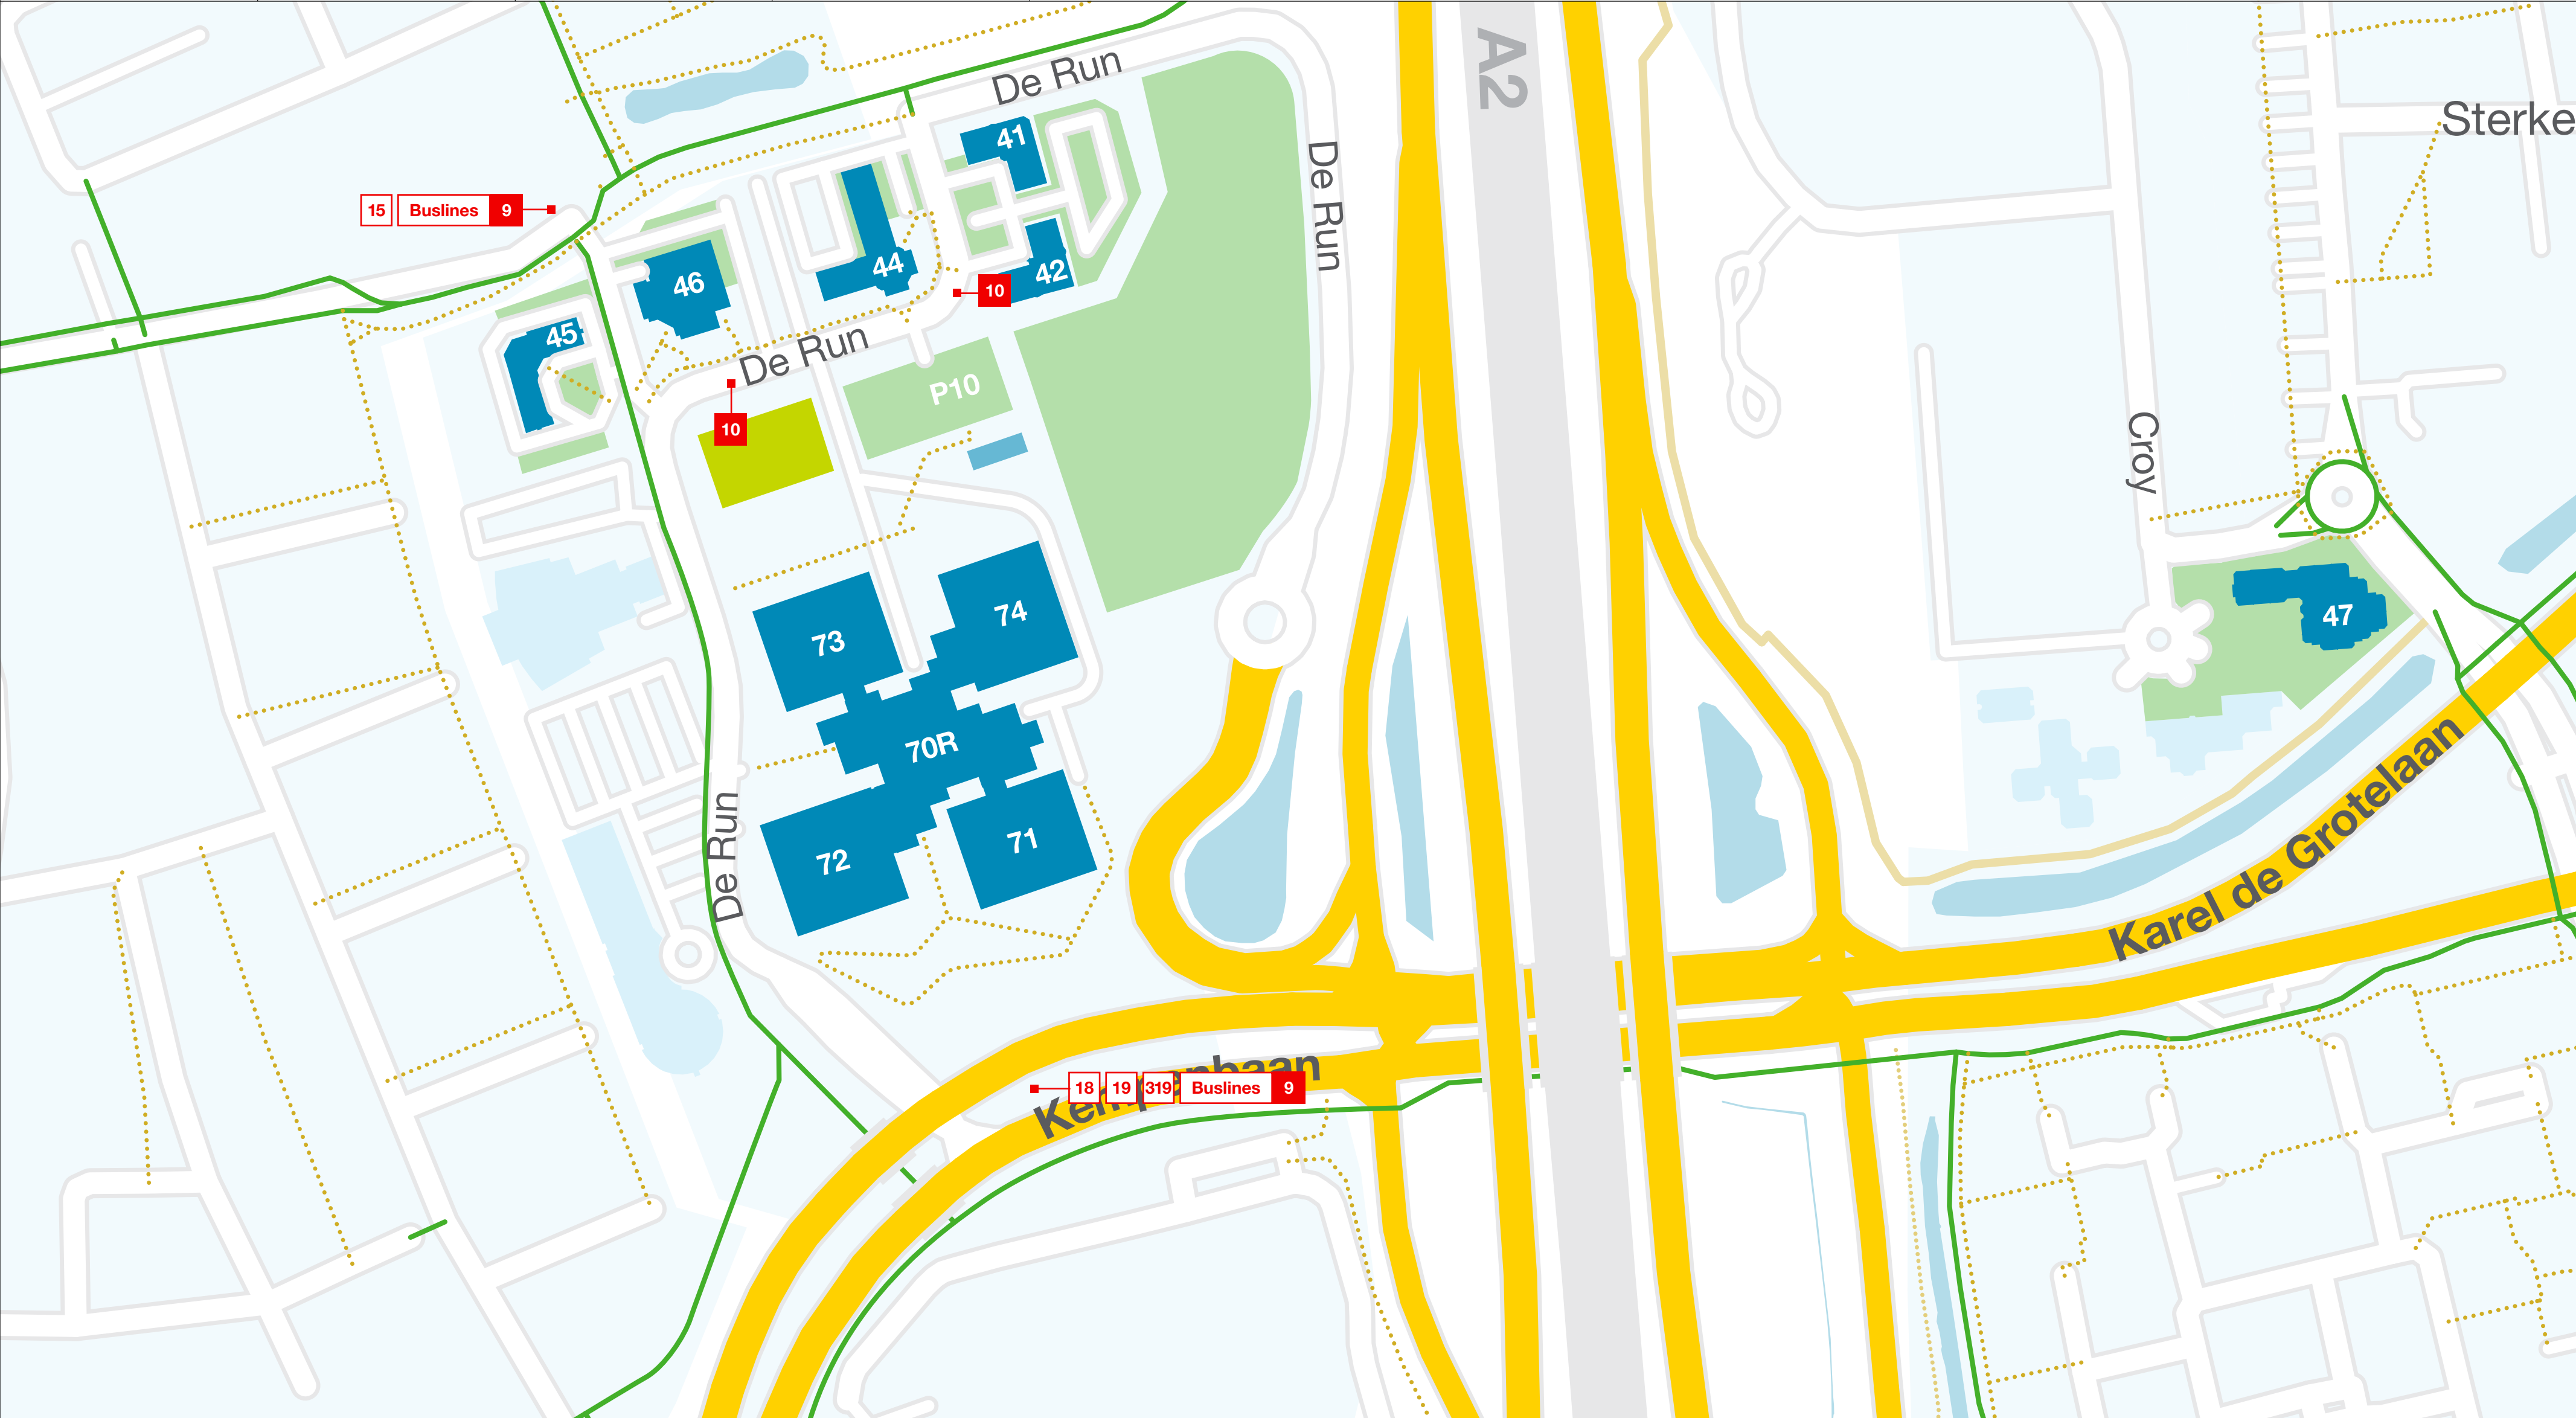 A2
De Run
41
De Run
Sterke
15 Buslines 9
44
42
46
10
45
De Run
P10
10
Croy
74
73
47
70R
De Run
71
72
Karel de Grotelaan
Kempenbaan
18 19 319 Buslines 9